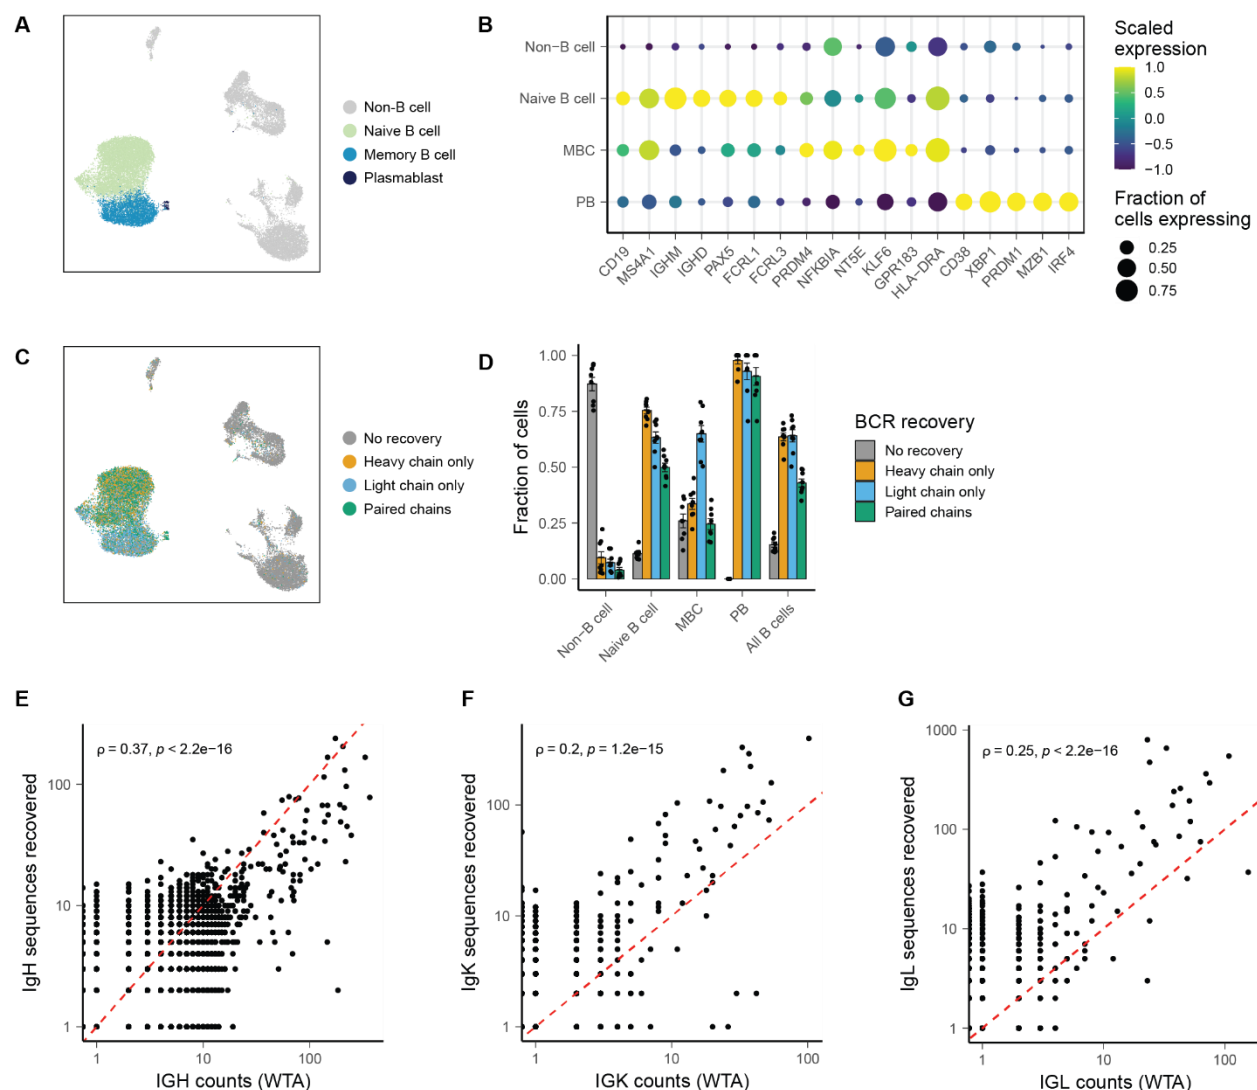 A
Non-B cell
Naive B cell
Memory B cell
Plasmablast
B
Non−B cell
Naive B cell
MBC
PB
CD19
MS4A1
IGHM
IGHD
PAX5
FCRL1
FCRL3
PRDM4
NFKBIA
NT5E
KLF6
GPR183
HLA−DRA
CD38
XBP1
PRDM1
MZB1
IRF4
Scaled
expression
1.0
0.5
0.0
−0.5
−1.0
Fraction of
cells expressing
0.25
0.50
0.75
C
No recovery
Heavy chain only
Light chain only
Paired chains
D
Fraction of cells
1.00
0.75
0.50
0.25
0.00
Non−B cell
Naive B cell
MBC
PB
All B cells
BCR recovery
No recovery
Heavy chain only
Light chain only
Paired chains
E
ρ = 0.37, p < 2.2e−16
IgH sequences recovered
100
10
1
1
10
100
IGH counts (WTA)
F
ρ = 0.2, p = 1.2e−15
IgK sequences recovered
100
10
1
1
10
100
IGK counts (WTA)
G
ρ = 0.25, p < 2.2e−16
IgL sequences recovered
1000
100
10
1
1
10
100
IGL counts (WTA)